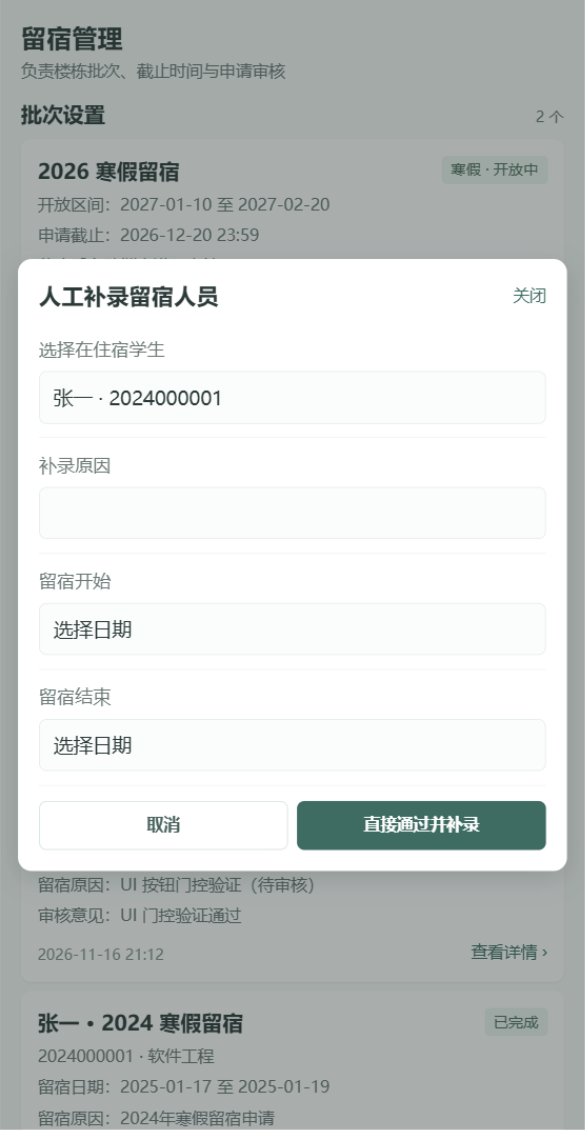 留宿管理
负责楼栋批次、截止时间与申请审核
批次设置
2 个
2026 寒假留宿
寒假 · 开放中
开放区间：2027-01-10 至 2027-02-20
申请截止：2026-12-20 23:59
人工补录留宿人员
关闭
选择在住宿学生
张一 · 2024000001
补录原因
留宿开始
选择日期
留宿结束
选择日期
取消
直接通过并补录
留宿原因：UI 按钮门控验证（待审核）
审核意见：UI 门控验证通过
2026-11-16 21:12
查看详情 ›
张一 • 2024 寒假留宿
已完成
2024000001 · 软件工程
留宿日期：2025-01-17 至 2025-01-19
留宿原因：2024年寒假留宿申请